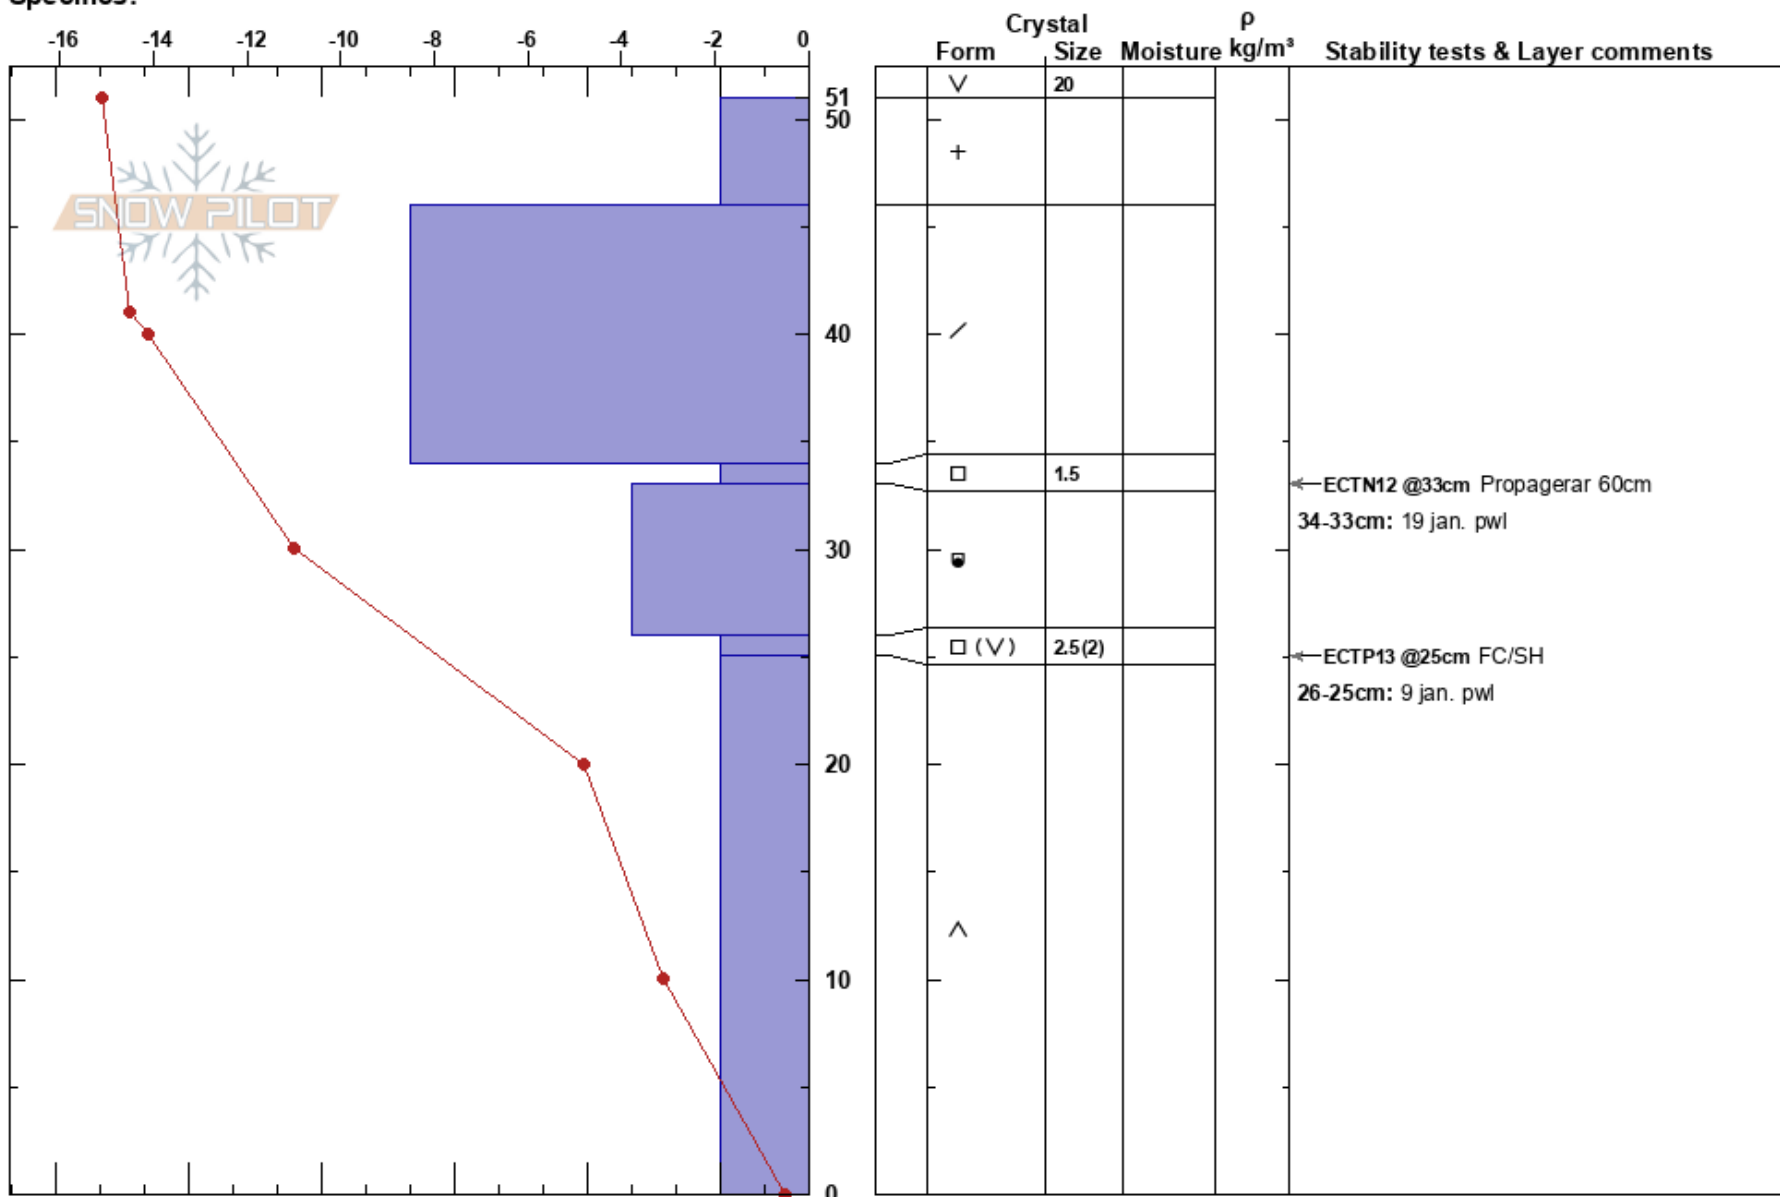 Specifics:
Crystal ρ
Form Size Moisture kg/m³ Stability tests & Layer comments
-16 -14 -12 -10 -8 -6 -4 -2 0
20
51
50
+
SNOW PILOT
40
1.5
ECTN12 @33cm Propagerar 60cm
34-33cm: 19 jan. pwl
30
(V) 2.5(2)
ECTP13 @25cm FC/SH
26-25cm: 9 jan. pwl
20
10
0